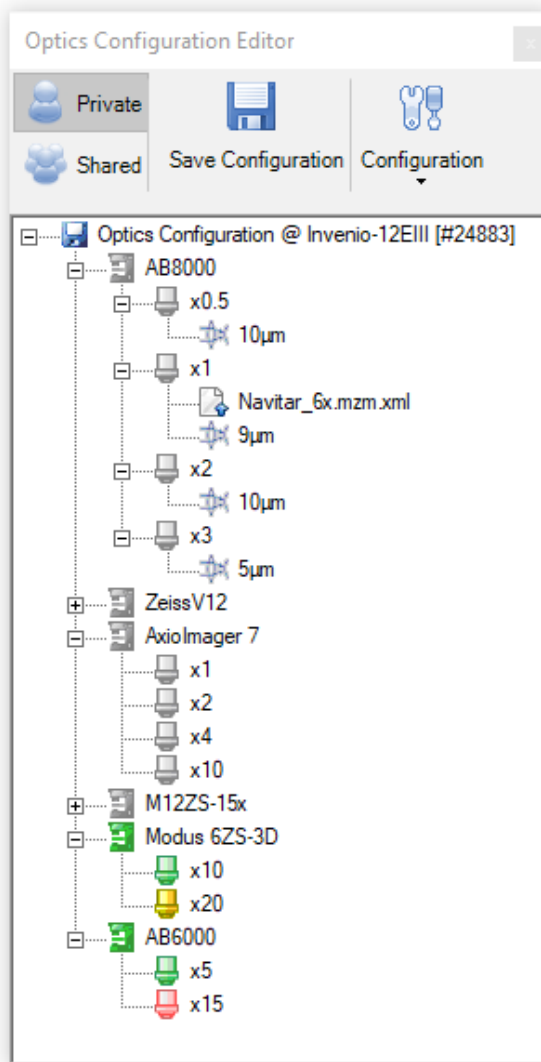 Optics Configuration Editor
x
Private
Shared
Save Configuration
Configuration
Optics Configuration @ Invenio-12EIII [#24883]
AB8000
x0.5
10µm
x1
Navitar_6x.mzm.xml
9µm
x2
10µm
x3
5µm
ZeissV12
AxioImager 7
x1
x2
x4
x10
M12ZS-15x
Modus 6ZS-3D
x10
x20
AB6000
x5
x15